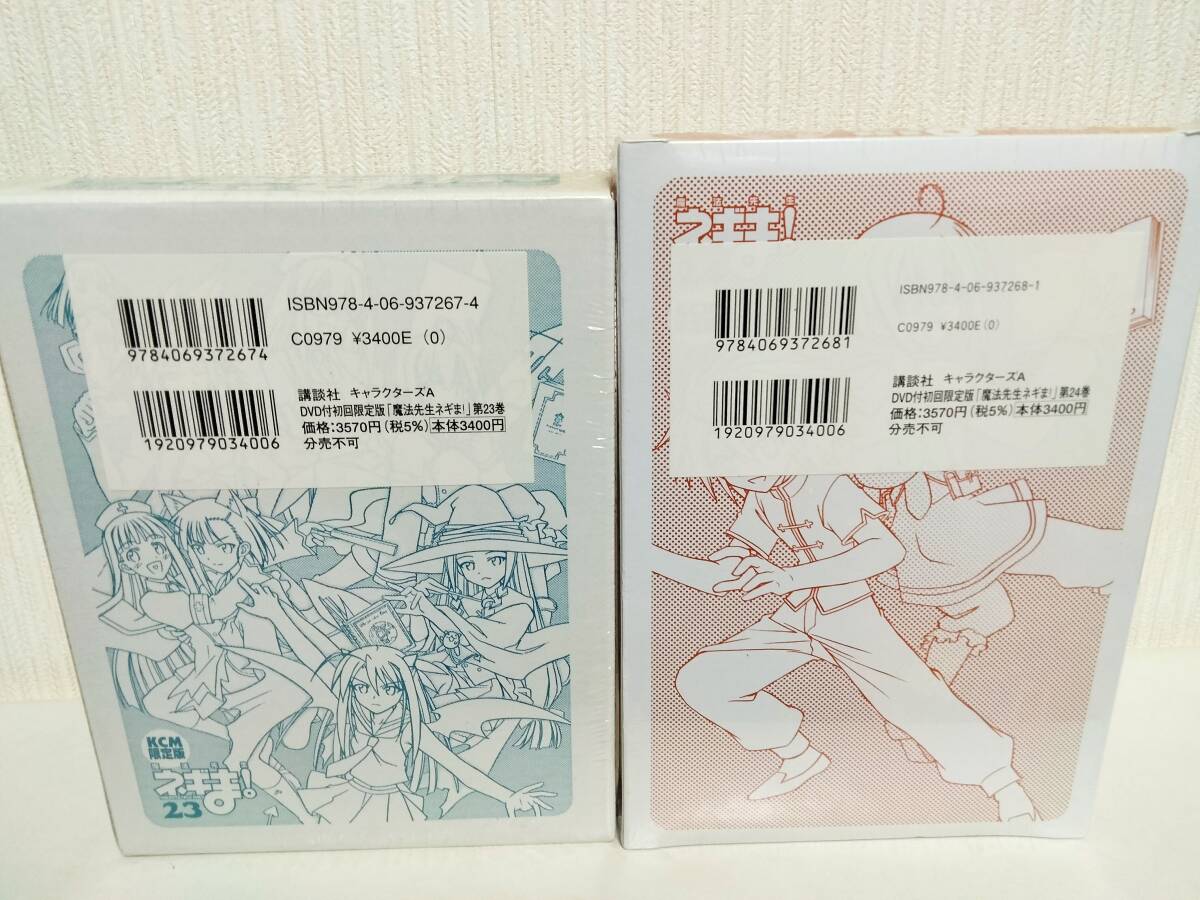 ISBN978-4-06-937267-4
9784069372674
C0979 ¥3400E (0)
講談社 キャラクターズA
DVD付初回限定版「魔法先生ネギま!」第23巻
価格:3570円(税5%) 本体3400円
分売不可
1920979034006
KCM
限定版
ネギま!
23
魔法先生
ネギま!
ISBN978-4-06-937268-1
9784069372681
C0979 ¥3400E (0)
講談社 キャラクターズA
DVD付初回限定版「魔法先生ネギま!」第24巻
価格:3570円(税5%) 本体3400円
分売不可
1920979034006